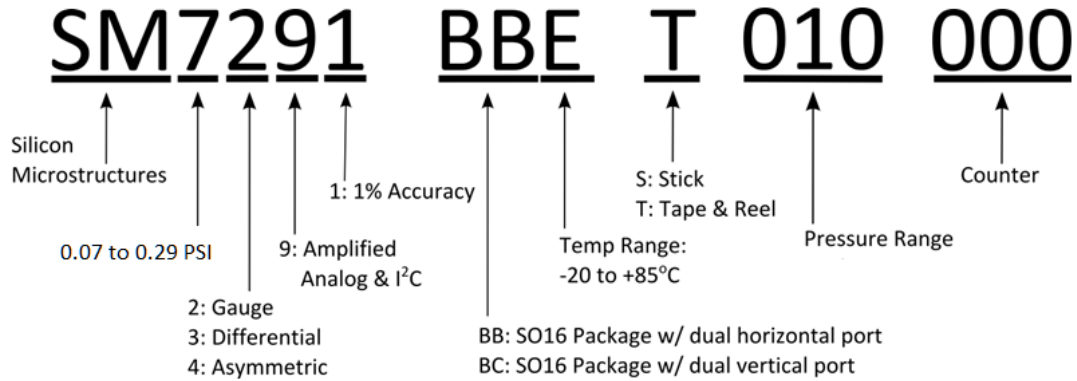 SM7291 BBE T 010 000
Silicon
Microstructures
1: 1% Accuracy
S: Stick
T: Tape & Reel
Counter
0.07 to 0.29 PSI
9: Amplified
Analog & I²C
Temp Range:
-20 to +85°C
Pressure Range
2: Gauge
3: Differential
4: Asymmetric
BB: SO16 Package w/ dual horizontal port
BC: SO16 Package w/ dual vertical port